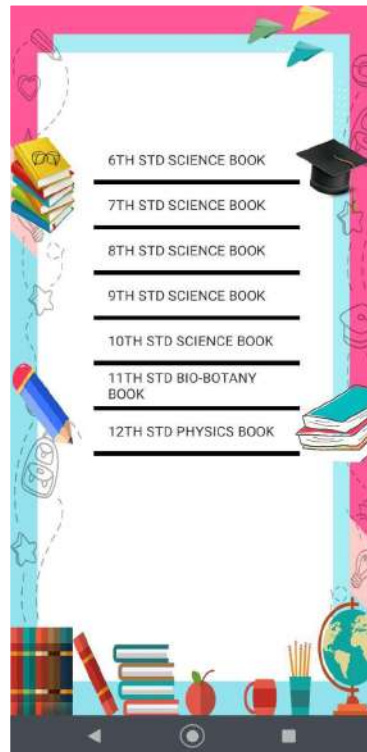 6TH STD SCIENCE BOOK
7TH STD SCIENCE BOOK
8TH STD SCIENCE BOOK
9TH STD SCIENCE BOOK
10TH STD SCIENCE BOOK
11TH STD BIO-BOTANY
BOOK
12TH STD PHYSICS BOOK